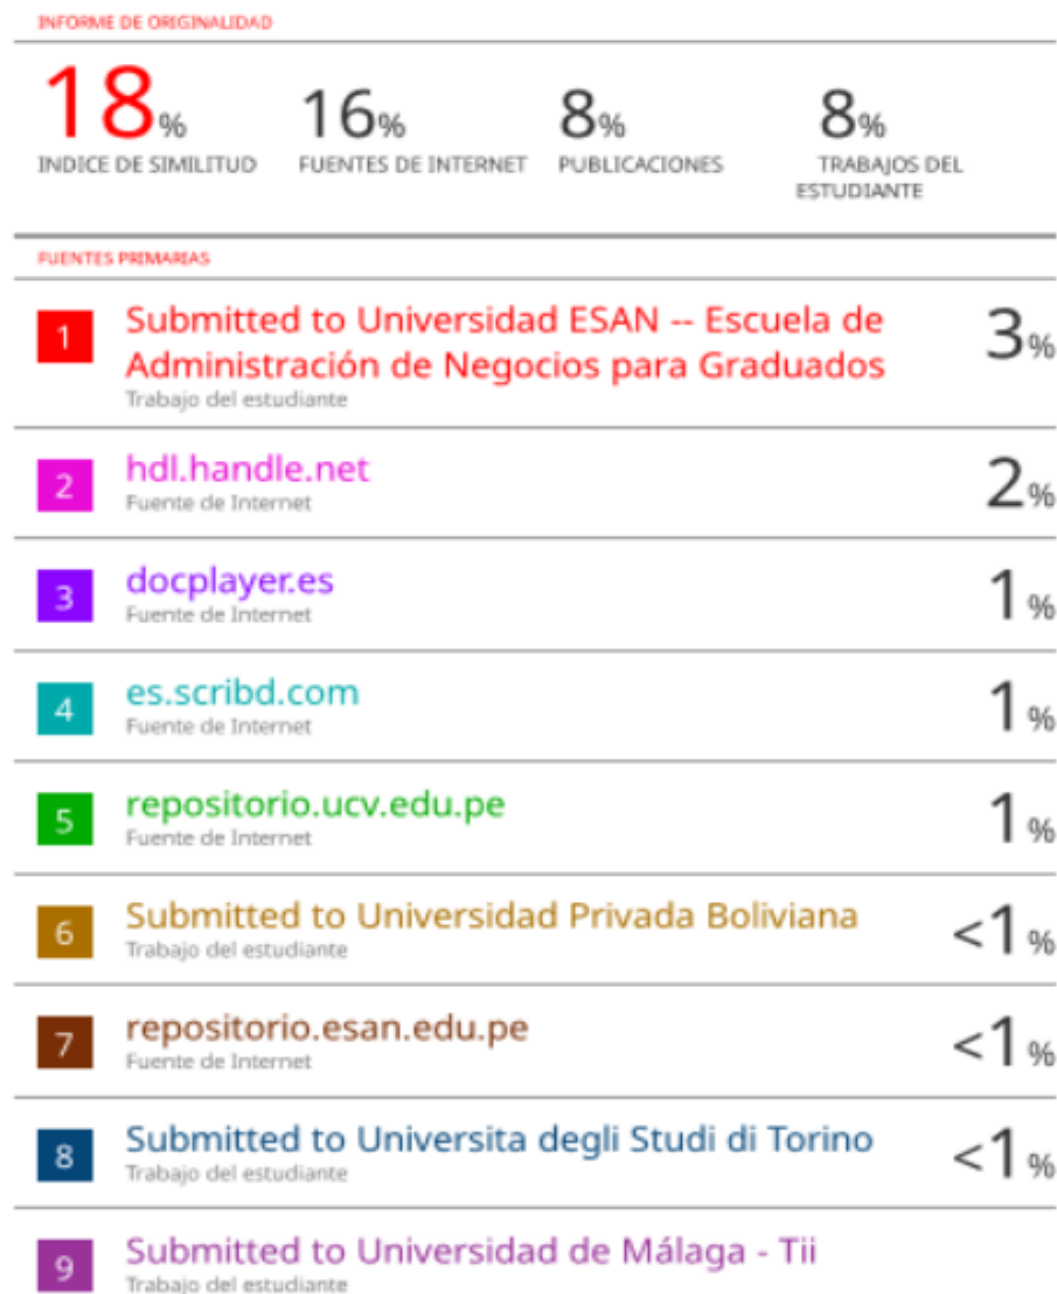 INFORME DE ORIGINALIDAD
18% 16% 8% 8%
INDICE DE SIMILITUD FUENTES DE INTERNET PUBLICACIONES TRABAJOS DEL
ESTUDIANTE
FUENTES PRIMARIAS
1 Submitted to Universidad ESAN -- Escuela de
Administración de Negocios para Graduados 3%
Trabajo del estudiante
2 hdl.handle.net 2%
Fuente de Internet
3 docplayer.es 1%
Fuente de Internet
4 es.scribd.com 1%
Fuente de Internet
5 repositorio.ucv.edu.pe 1%
Fuente de Internet
6 Submitted to Universidad Privada Boliviana <1%
Trabajo del estudiante
7 repositorio.esan.edu.pe <1%
Fuente de Internet
8 Submitted to Universita degli Studi di Torino <1%
Trabajo del estudiante
9 Submitted to Universidad de Málaga - Tii
Trabajo del estudiante